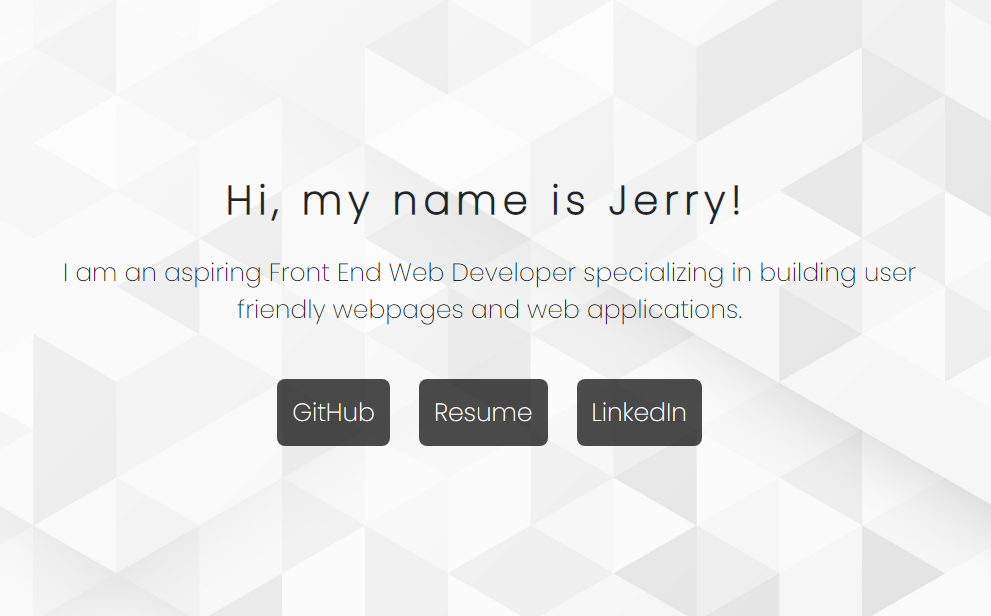 Hi, my name is Jerry!
I am an aspiring Front End Web Developer specializing in building user
friendly webpages and web applications.
GitHub Resume LinkedIn